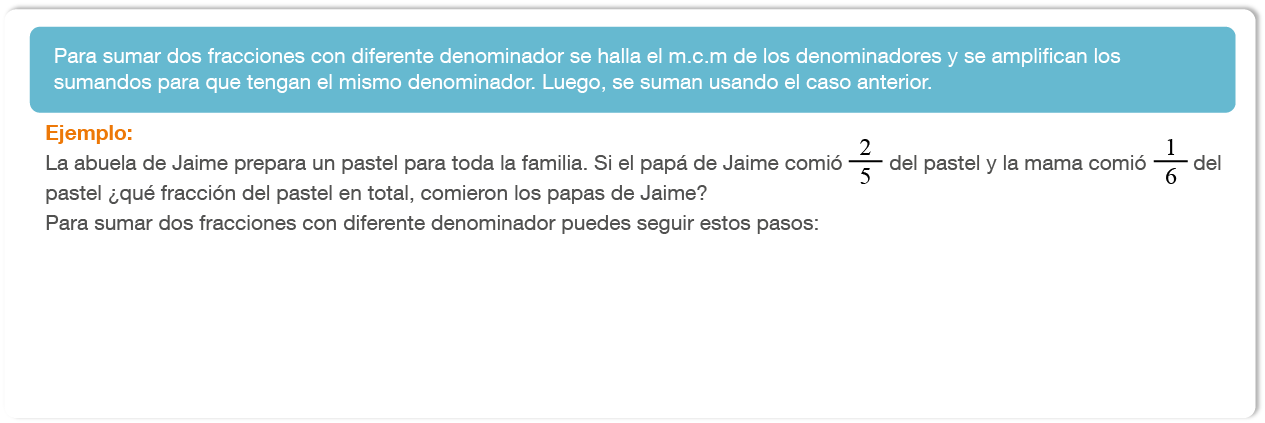 Para sumar dos fracciones con diferente denominador se halla el m.c.m de los denominadores y se amplifican los
sumandos para que tengan el mismo denominador. Luego, se suman usando el caso anterior.
Ejemplo:
La abuela de Jaime prepara un pastel para toda la familia. Si el papá de Jaime comió 2/5 del pastel y la mama comió 1/6 del
pastel ¿qué fracción del pastel en total, comieron los papas de Jaime?
Para sumar dos fracciones con diferente denominador puedes seguir estos pasos: